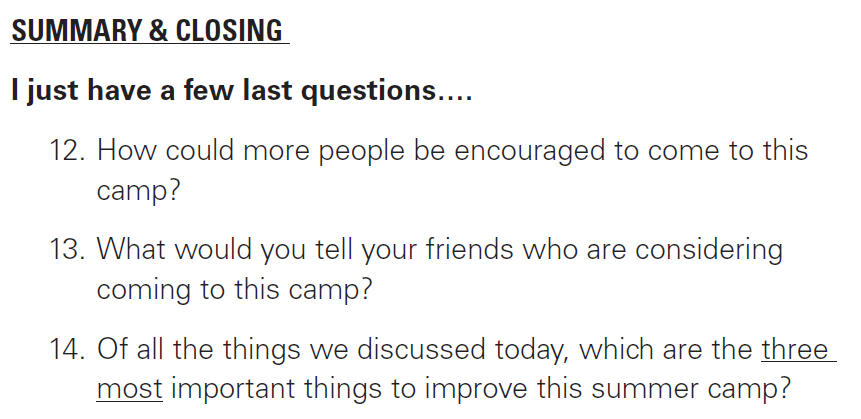 SUMMARY & CLOSING
I just have a few last questions....
12. How could more people be encouraged to come to this
camp?
13. What would you tell your friends who are considering
coming to this camp?
14. Of all the things we discussed today, which are the three
most important things to improve this summer camp?